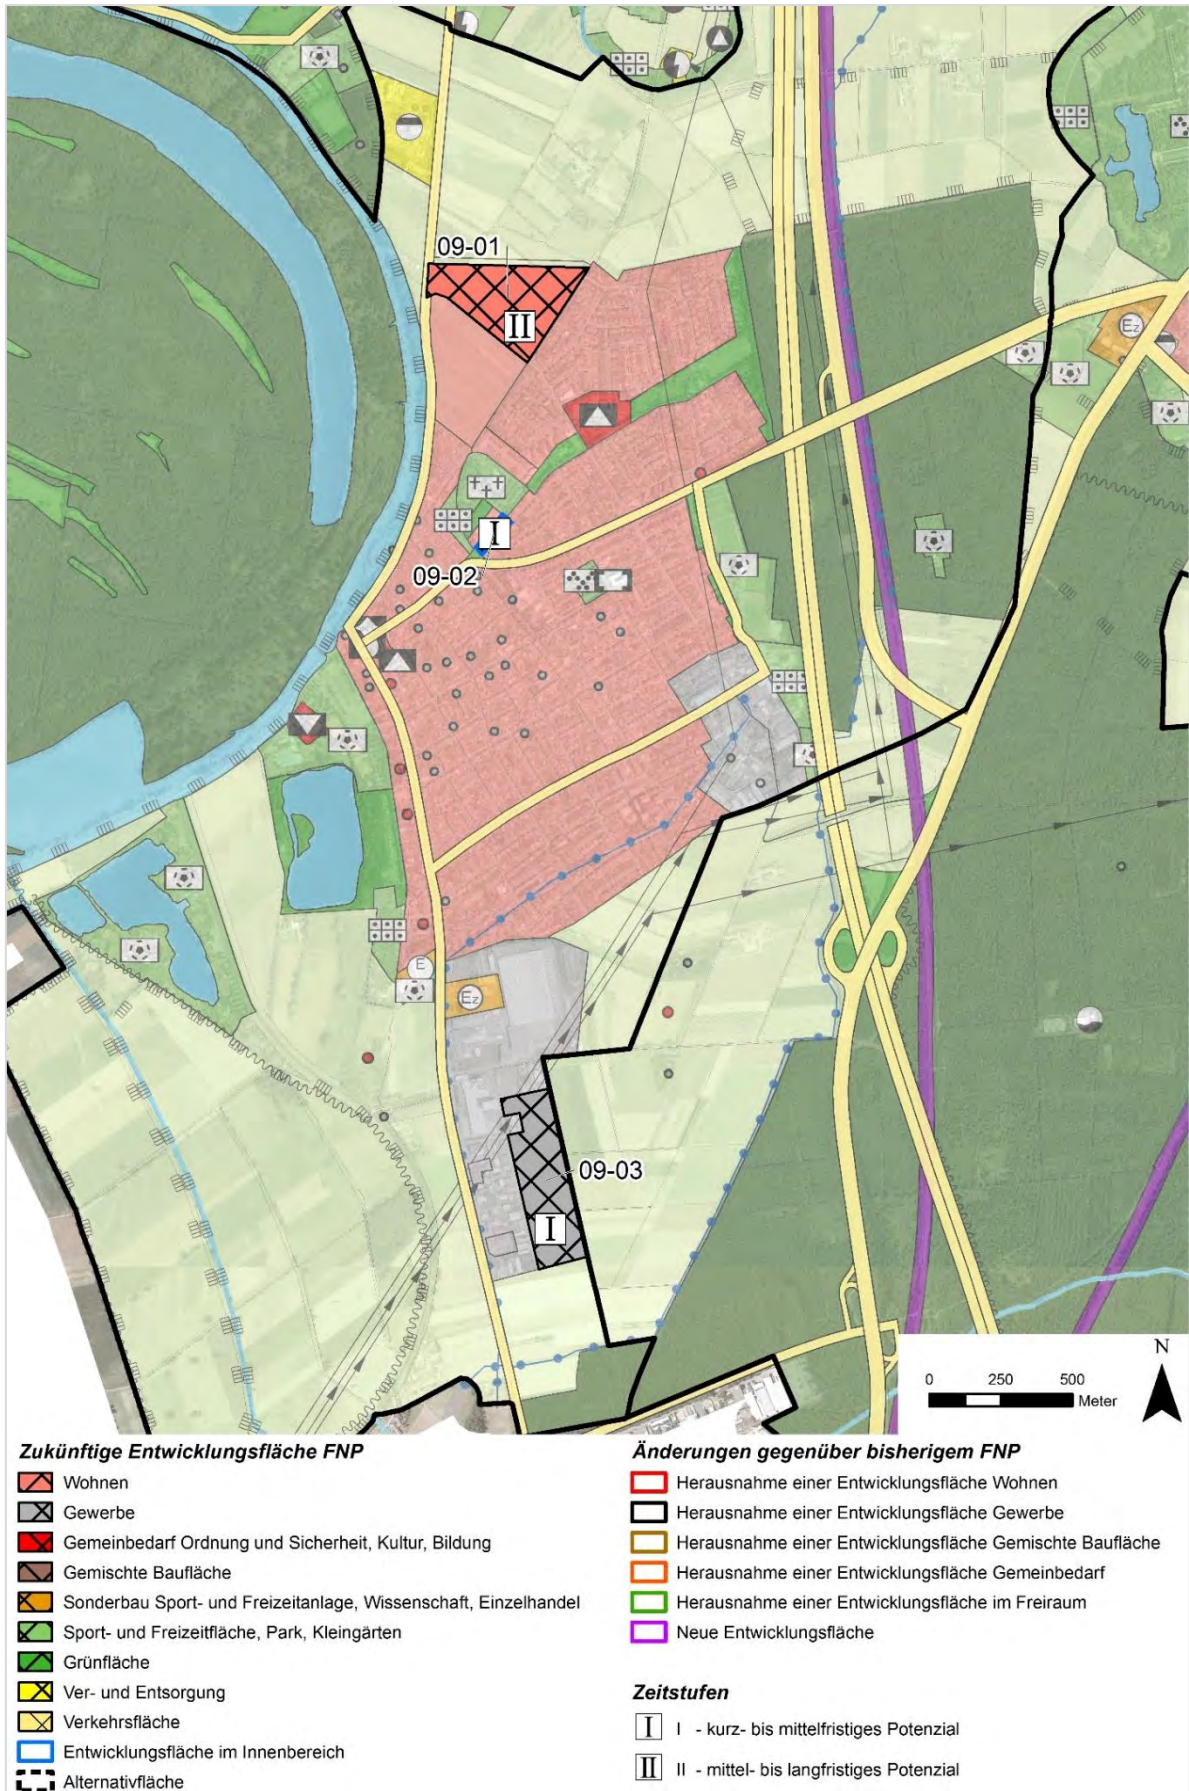 09-01
II
Ez
I
09-02
E
Ez
09-03
I
N
0 250 500
Meter
Zukünftige Entwicklungsfläche FNP
Wohnen
Gewerbe
Gemeinbedarf Ordnung und Sicherheit, Kultur, Bildung
Gemischte Baufläche
Sonderbau Sport- und Freizeitanlage, Wissenschaft, Einzelhandel
Sport- und Freizeitfläche, Park, Kleingärten
Grünfläche
Ver- und Entsorgung
Verkehrsfläche
Entwicklungsfläche im Innenbereich
Alternativfläche
Änderungen gegenüber bisherigem FNP
Herausnahme einer Entwicklungsfläche Wohnen
Herausnahme einer Entwicklungsfläche Gewerbe
Herausnahme einer Entwicklungsfläche Gemischte Baufläche
Herausnahme einer Entwicklungsfläche Gemeinbedarf
Herausnahme einer Entwicklungsfläche im Freiraum
Neue Entwicklungsfläche
Zeitstufen
I I - kurz- bis mittelfristiges Potenzial
II II - mittel- bis langfristiges Potenzial